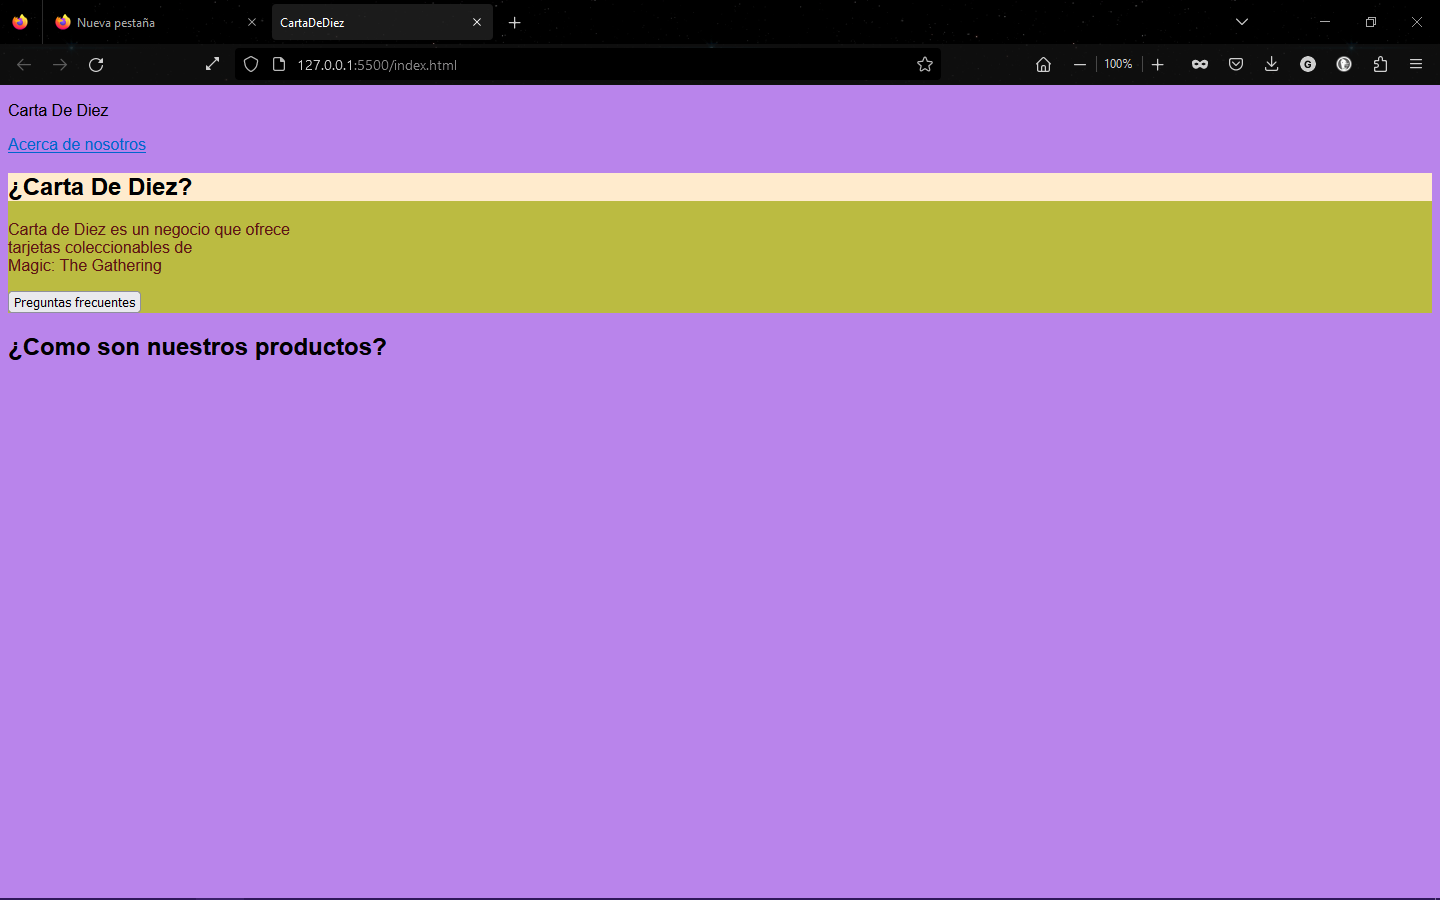 Nueva pestaña
CartaDeDiez
127.0.0.1:5500/index.html
100%
G
Carta De Diez
Acerca de nosotros
¿Carta De Diez?
Carta de Diez es un negocio que ofrece
tarjetas coleccionables de
Magic: The Gathering
Preguntas frecuentes
¿Como son nuestros productos?